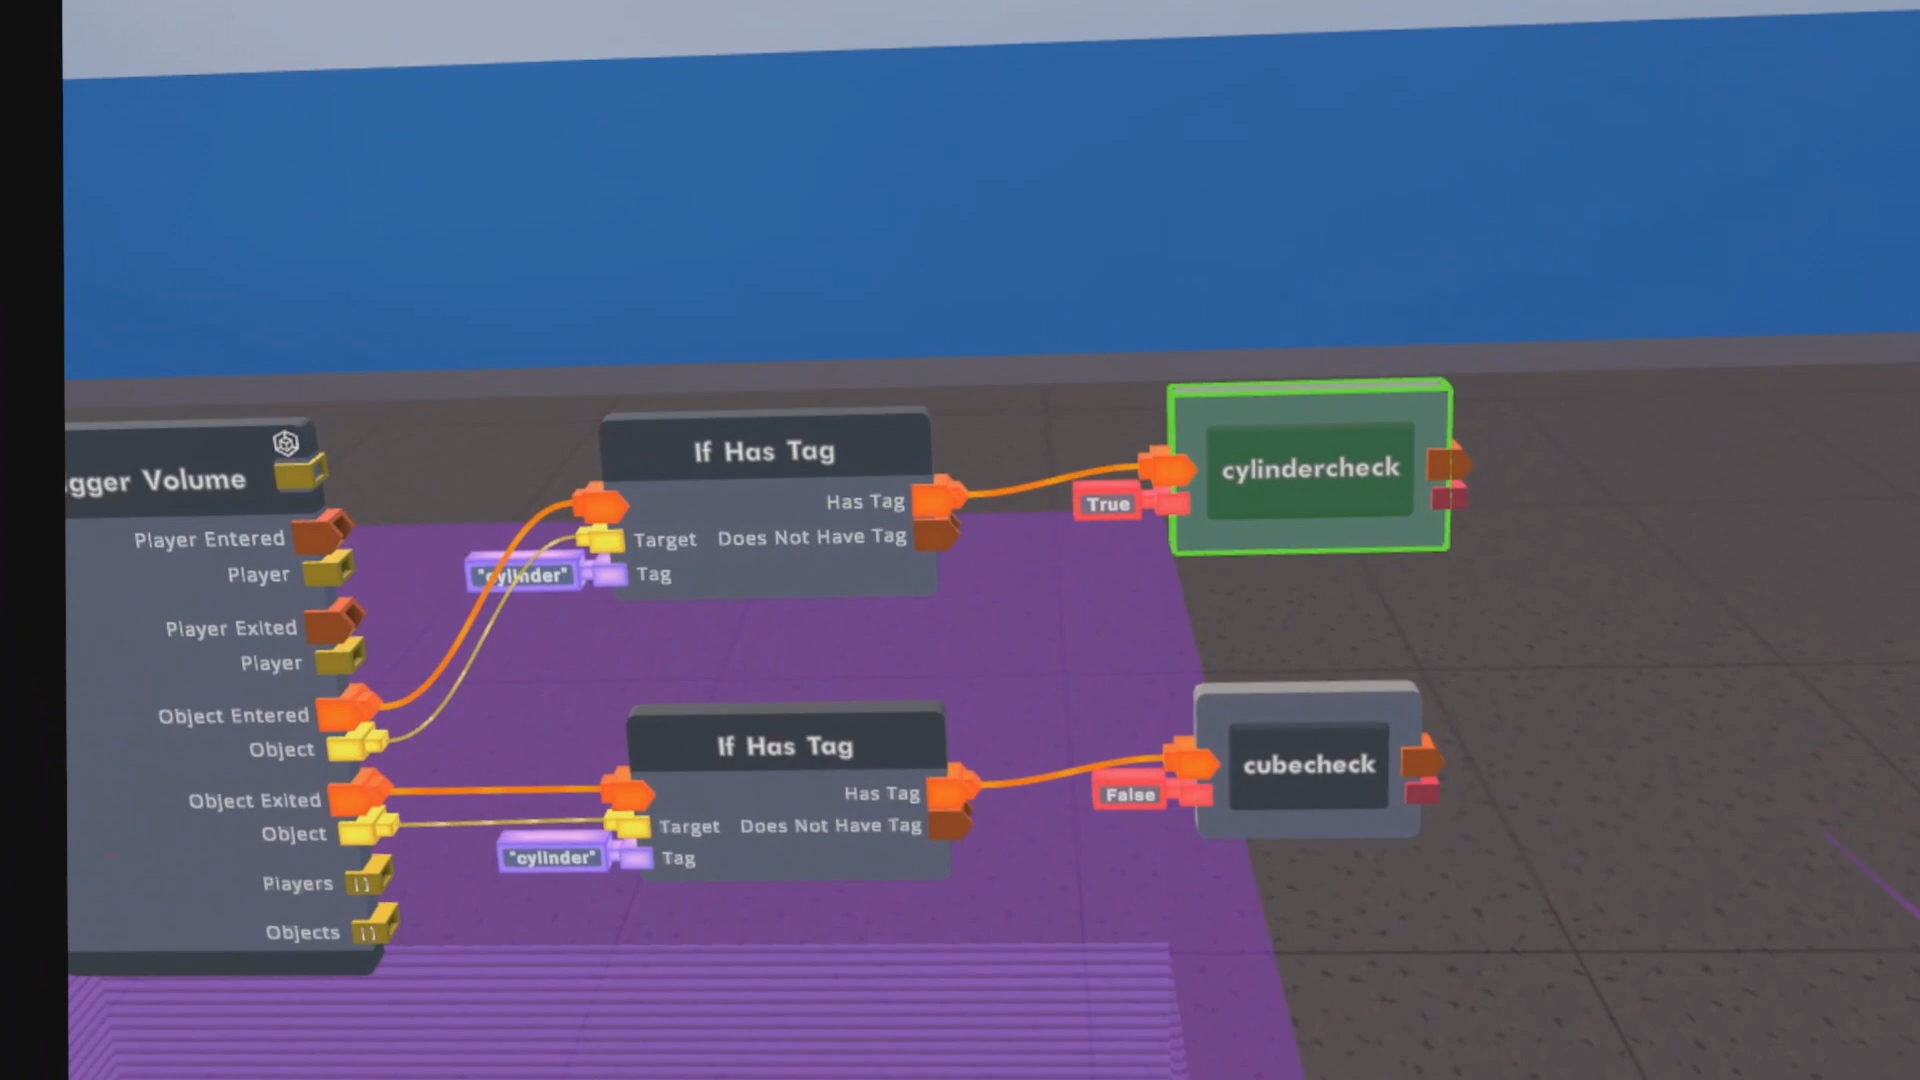 gger Volume
Player Entered
Player
Player Exited
Player
Object Entered
Object
Object Exited
Object
Players
Objects
If Has Tag
Has Tag
Target Does Not Have Tag
"cylinder" Tag
True
cylindercheck
If Has Tag
Has Tag
Target Does Not Have Tag
"cylinder" Tag
False
cubecheck